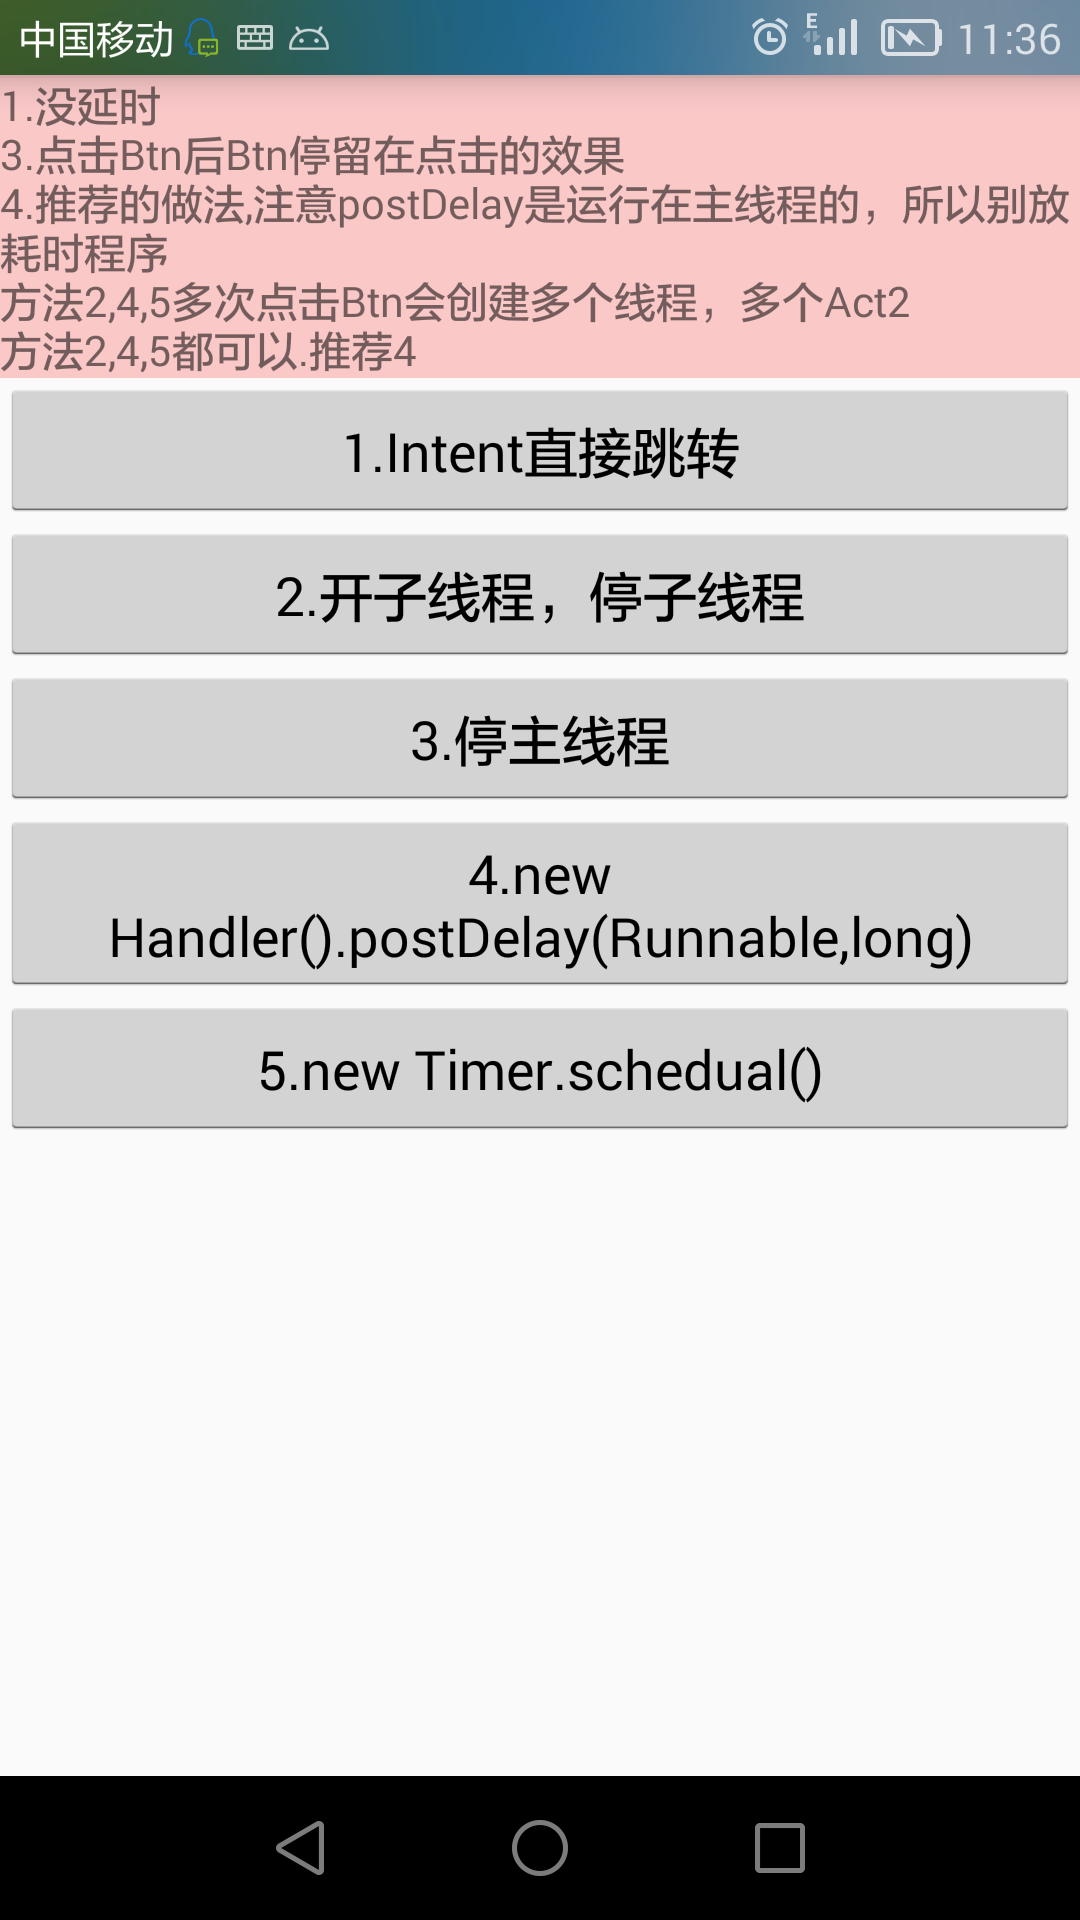 中国移动 E 11:36
1.没延时
3.点击Btn后Btn停留在点击的效果
4.推荐的做法,注意postDelay是运行在主线程的，所以别放
耗时程序
方法2,4,5多次点击Btn会创建多个线程，多个Act2
方法2,4,5都可以.推荐4
1.Intent直接跳转
2.开子线程，停子线程
3.停主线程
4.new
Handler().postDelay(Runnable,long)
5.new Timer.schedual()